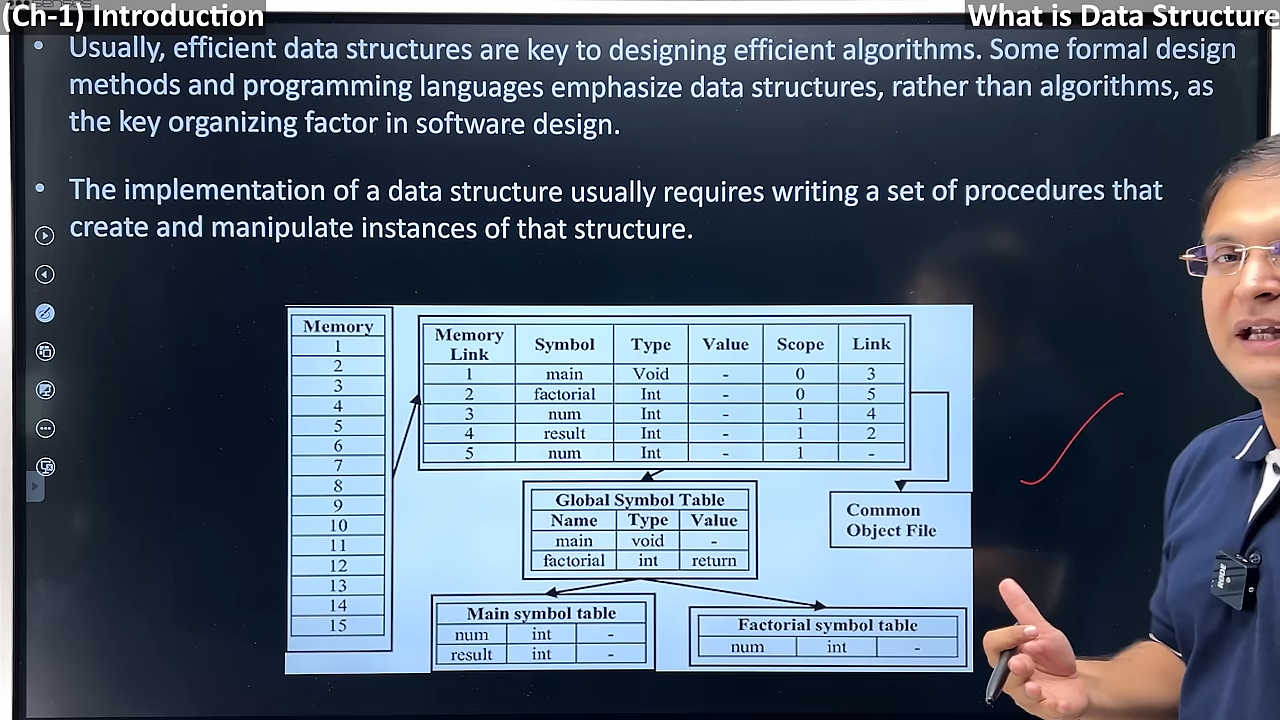 (Ch-1) Introduction
What is Data Structure
• Usually, efficient data structures are key to designing efficient algorithms. Some formal design
methods and programming languages emphasize data structures, rather than algorithms, as
the key organizing factor in software design.
• The implementation of a data structure usually requires writing a set of procedures that
create and manipulate instances of that structure.
Memory
1
2
3
4
5
6
7
8
9
10
11
12
13
14
15
Memory Link Symbol Type Value Scope Link
1 main Void - 0 3
2 factorial Int - 0 5
3 num Int - 1 4
4 result Int - 1 2
5 num Int - 1 -
Global Symbol Table
Name Type Value
main void -
factorial int return
Common
Object File
Main symbol table
num int -
result int -
Factorial symbol table
num int -
RODE